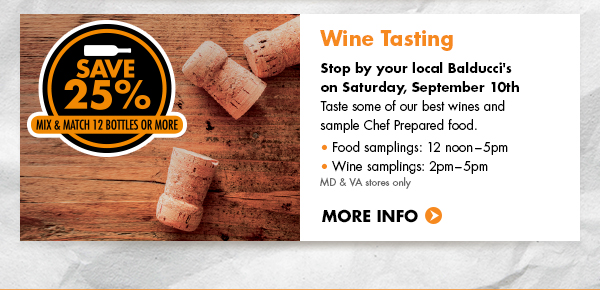 SAVE
25%
MIX & MATCH 12 BOTTLES OR MORE
Wine Tasting
Stop by your local Balducci's
on Saturday, September 10th
Taste some of our best wines and
sample Chef Prepared food.
• Food samplings: 12 noon–5pm
• Wine samplings: 2pm–5pm
MD & VA stores only
MORE INFO